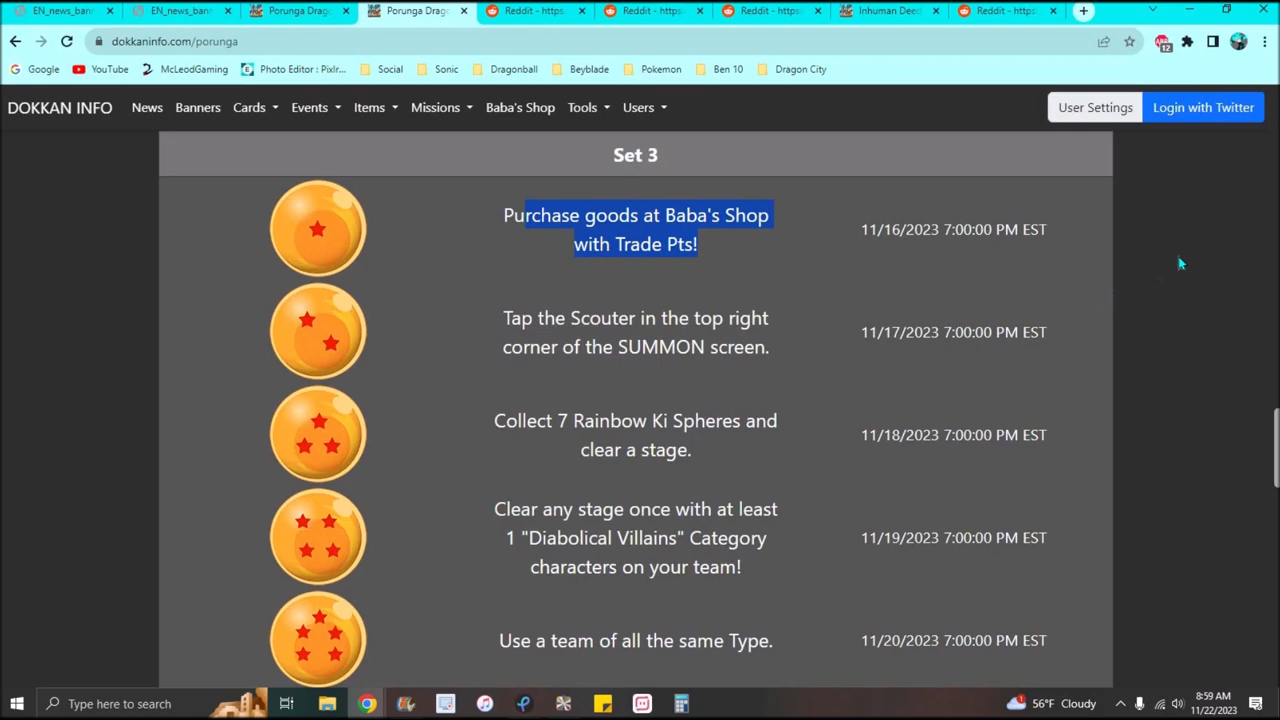 EN_news_bann
EN_news_bann
Porunga Drago
Porunga Drago
Reddit - https:
Reddit - https:
Reddit - https:
Inhuman Deed
Reddit - https:
dokkaninfo.com/porunga
12
Google
YouTube
McLeodGaming
Photo Editor : Pixlr...
Social
Sonic
Dragonball
Beyblade
Pokemon
Ben 10
Dragon City
DOKKAN INFO
News
Banners
Cards
Events
Items
Missions
Baba's Shop
Tools
Users
User Settings
Login with Twitter
Set 3
Purchase goods at Baba's Shop
with Trade Pts!
11/16/2023 7:00:00 PM EST
Tap the Scouter in the top right
corner of the SUMMON screen.
11/17/2023 7:00:00 PM EST
Collect 7 Rainbow Ki Spheres and
clear a stage.
11/18/2023 7:00:00 PM EST
Clear any stage once with at least
1 "Diabolical Villains" Category
characters on your team!
11/19/2023 7:00:00 PM EST
Use a team of all the same Type.
11/20/2023 7:00:00 PM EST
Type here to search
56°F Cloudy
8:59 AM
11/22/2023